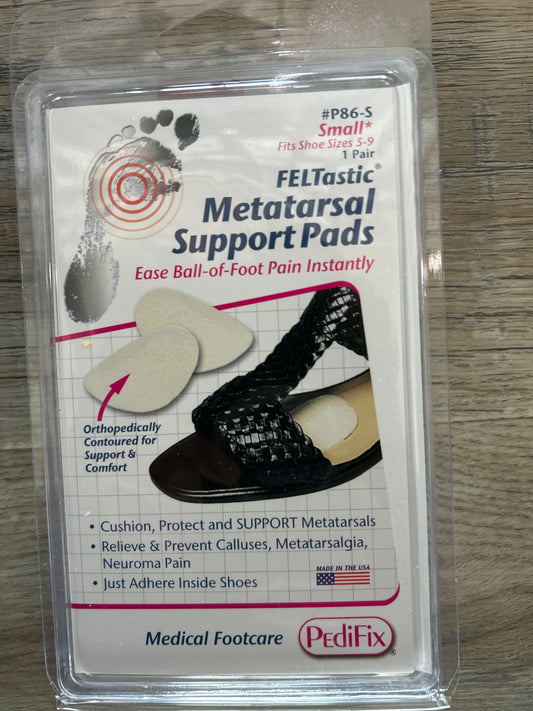 #P86-S
Small*
Fits Shoe Sizes 5-9
1 Pair
FELTastic®
Metatarsal
Support Pads
Ease Ball-of-Foot Pain Instantly
Orthopedically
Contoured for
Support &
Comfort
• Cushion, Protect and SUPPORT Metatarsals
• Relieve & Prevent Calluses, Metatarsalgia,
Neuroma Pain
• Just Adhere Inside Shoes
MADE IN THE USA
Medical Footcare
PEDiFiX®